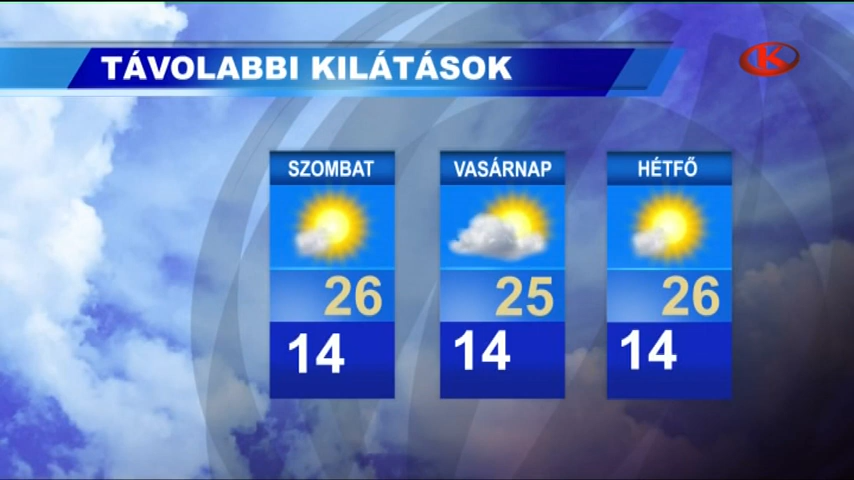 TÁVOLABBI KILÁTÁSOK
K
SZOMBAT VASÁRNAP HÉTFŐ
26 25 26
14 14 14